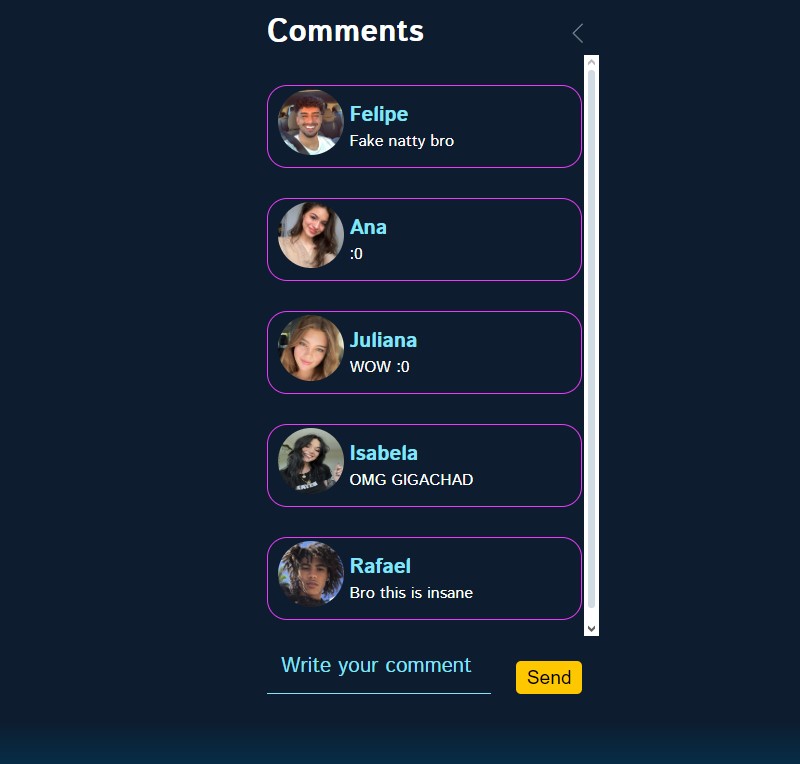 Comments
Felipe
Fake natty bro
Ana
:0
Juliana
WOW :0
Isabela
OMG GIGACHAD
Rafael
Bro this is insane
Write your comment
Send